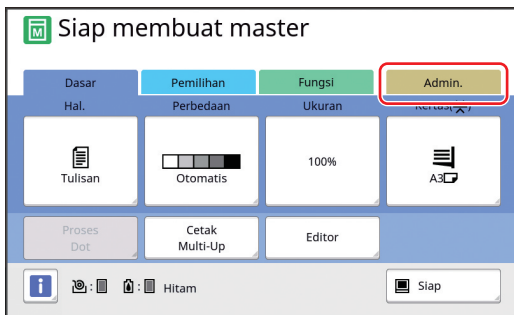 Siap membuat master
Dasar
Pemilihan
Fungsi
Admin.
Hal.
Perbedaan
Ukuran
Kertas(
)
Tulisan
Otomatis
100%
A3
Proses
Dot
Cetak
Multi-Up
Editor
i
:
:
Hitam
Siap